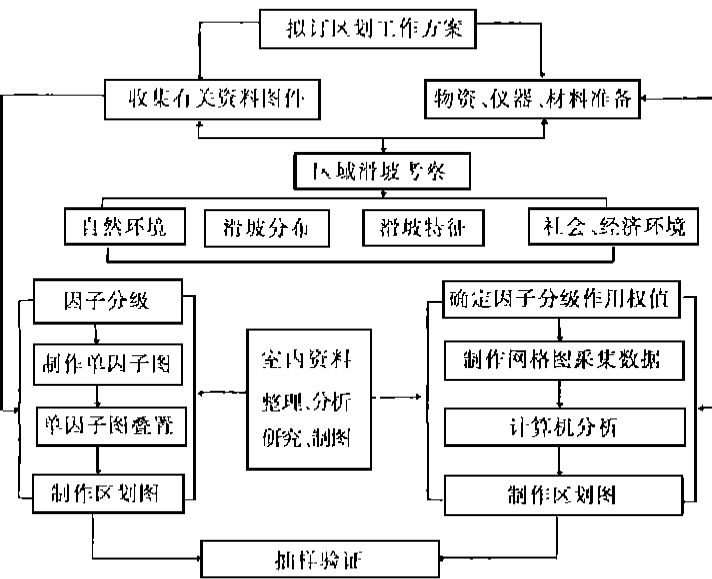 拟订区划工作方案
收集有关资料图件
物资、仪器、材料准备
区域滑坡考察
自然环境
滑坡分布
滑坡特征
社会、经济环境
因子分级
制作单因子图
单因子图叠置
制作区划图
室内资料
整理、分析
研究、制图
确定因子分级作用权值
制作网格图采集数据
计算机分析
制作区划图
抽样验证